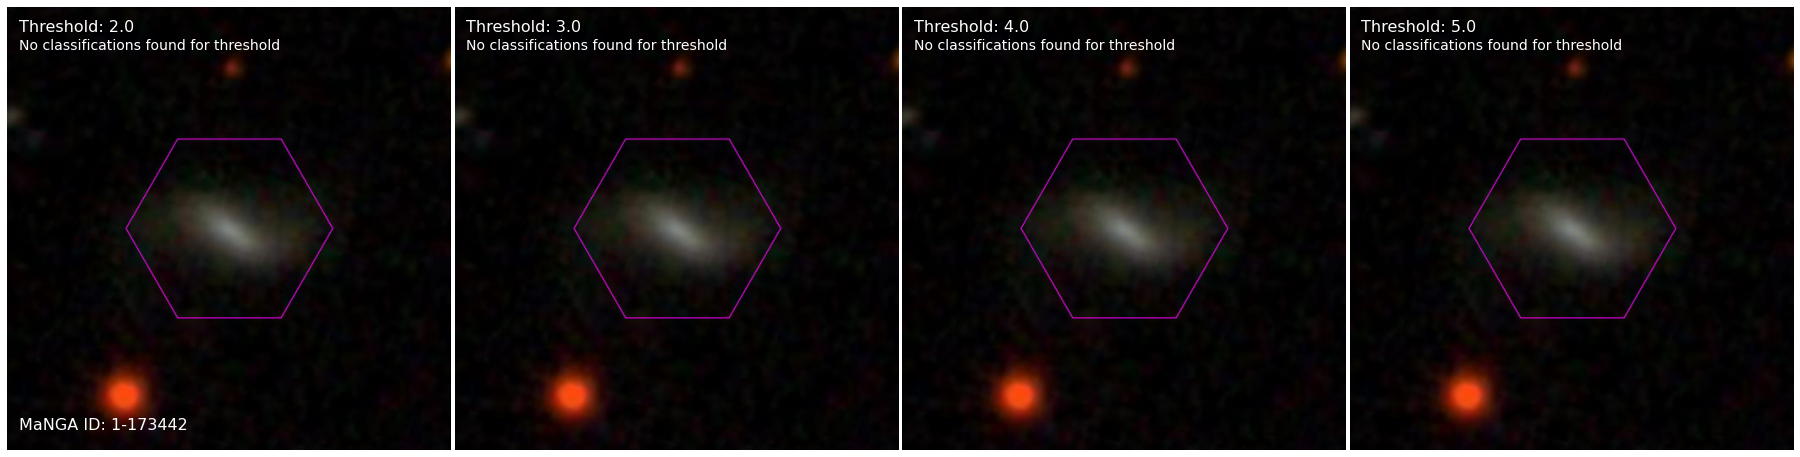 Threshold: 2.0
No classifications found for threshold
MaNGA ID: 1-173442
Threshold: 3.0
No classifications found for threshold
Threshold: 4.0
No classifications found for threshold
Threshold: 5.0
No classifications found for threshold